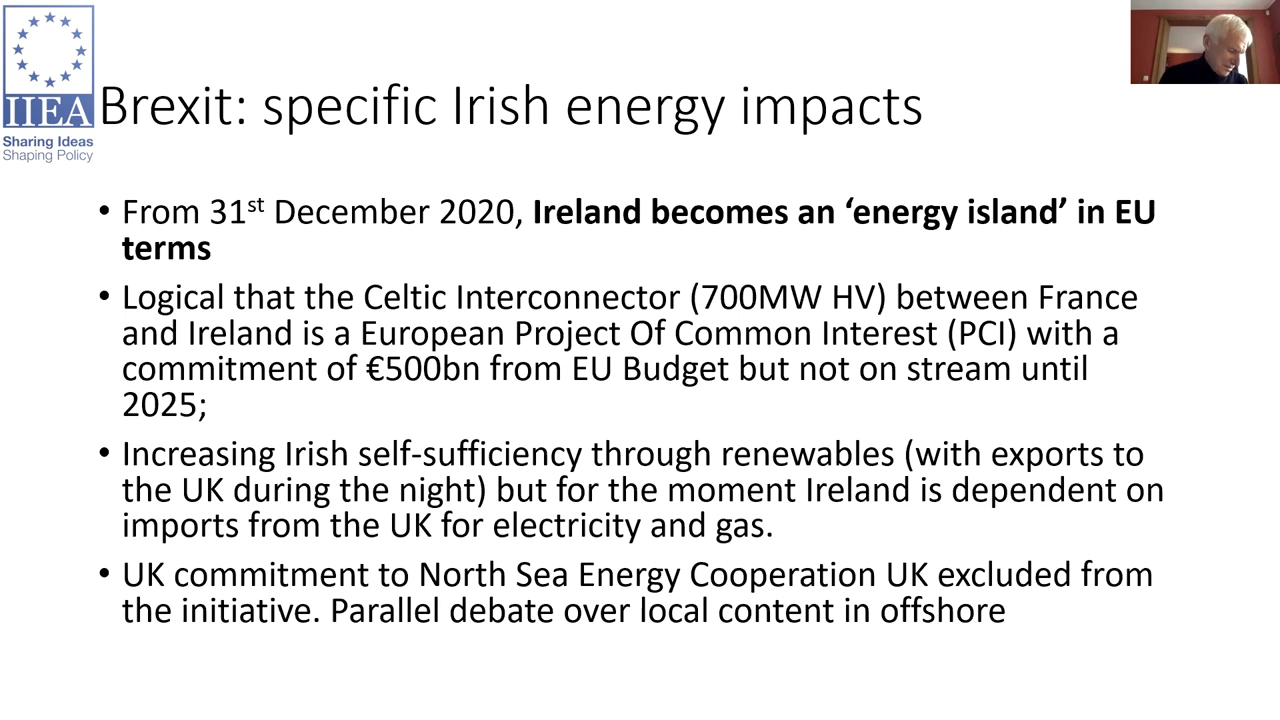 IIEA
Sharing Ideas
Shaping Policy
Brexit: specific Irish energy impacts
• From 31st December 2020, Ireland becomes an ‘energy island’ in EU
terms
• Logical that the Celtic Interconnector (700MW HV) between France
and Ireland is a European Project Of Common Interest (PCI) with a
commitment of €500bn from EU Budget but not on stream until
2025;
• Increasing Irish self-sufficiency through renewables (with exports to
the UK during the night) but for the moment Ireland is dependent on
imports from the UK for electricity and gas.
• UK commitment to North Sea Energy Cooperation UK excluded from
the initiative. Parallel debate over local content in offshore